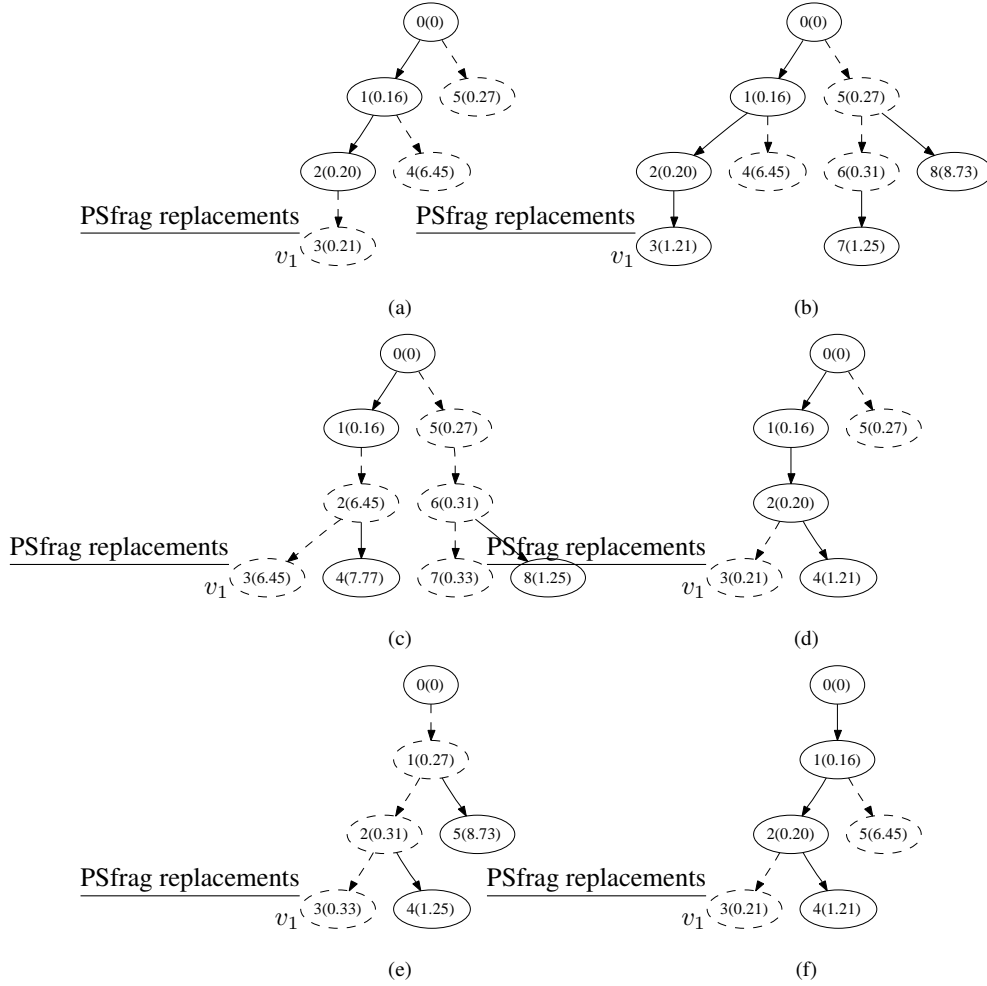 0(0) 0(0)
1(0.16) 5(0.27) 1(0.16) 5(0.27)
2(0.20) 4(6.45) 2(0.20) 4(6.45) 6(0.31) 8(8.73)
PSfrag replacements PSfrag replacements
3(0.21) 3(1.21) 7(1.25)
v1 v1
(a) (b)
0(0) 0(0)
1(0.16) 5(0.27) 1(0.16) 5(0.27)
2(6.45) 6(0.31) 2(0.20)
PSfrag replacements PSfrag replacements
3(6.45) 4(7.77) 7(0.33) 8(1.25) 3(0.21) 4(1.21)
v1 v1
(c) (d)
0(0) 0(0)
1(0.27) 1(0.16)
2(0.31) 5(8.73) 2(0.20) 5(6.45)
PSfrag replacements PSfrag replacements
3(0.33) 4(1.25) 3(0.21) 4(1.21)
v1 v1
(e) (f)